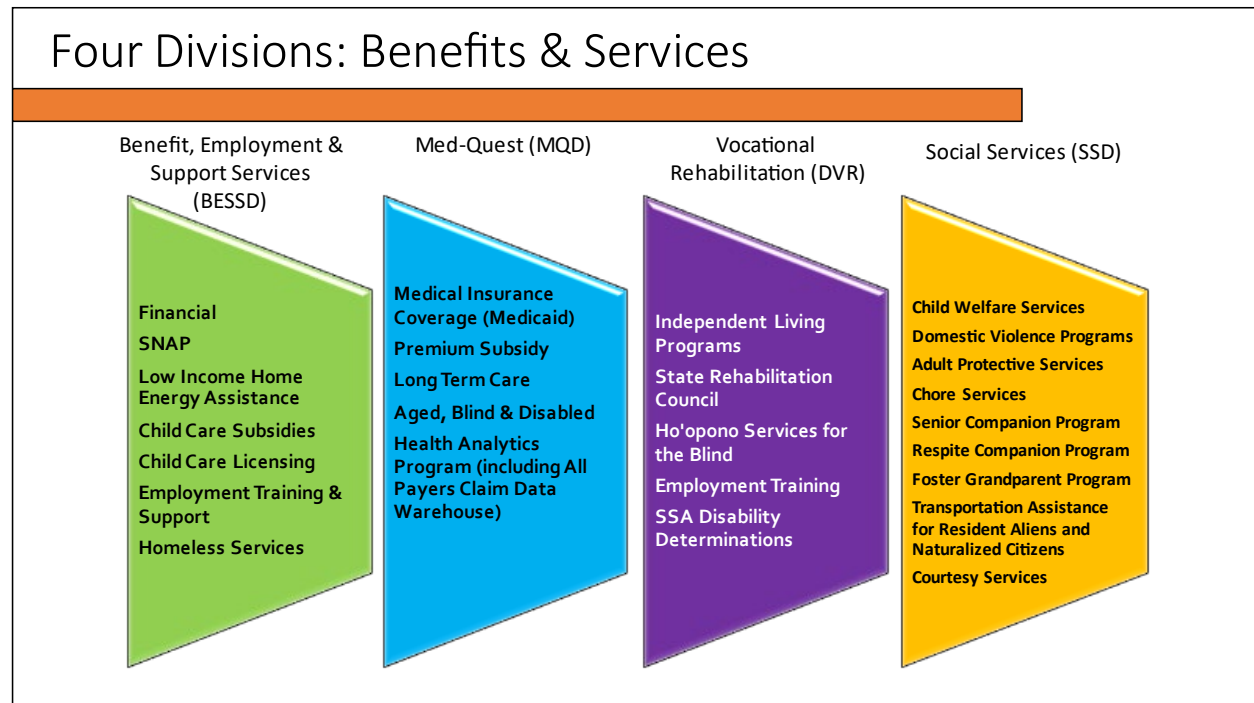 Four Divisions: Benefits & Services
Benefit, Employment &
Support Services
(BESSD)
Financial
SNAP
Low Income Home
Energy Assistance
Child Care Subsidies
Child Care Licensing
Employment Training &
Support
Homeless Services
Med-Quest (MQD)
Medical Insurance
Coverage (Medicaid)
Premium Subsidy
Long Term Care
Aged, Blind & Disabled
Health Analytics
Program (including All
Payers Claim Data
Warehouse)
Vocational
Rehabilitation (DVR)
Independent Living
Programs
State Rehabilitation
Council
Ho'opono Services for
the Blind
Employment Training
SSA Disability
Determinations
Social Services (SSD)
Child Welfare Services
Domestic Violence Programs
Adult Protective Services
Chore Services
Senior Companion Program
Respite Companion Program
Foster Grandparent Program
Transportation Assistance
for Resident Aliens and
Naturalized Citizens
Courtesy Services